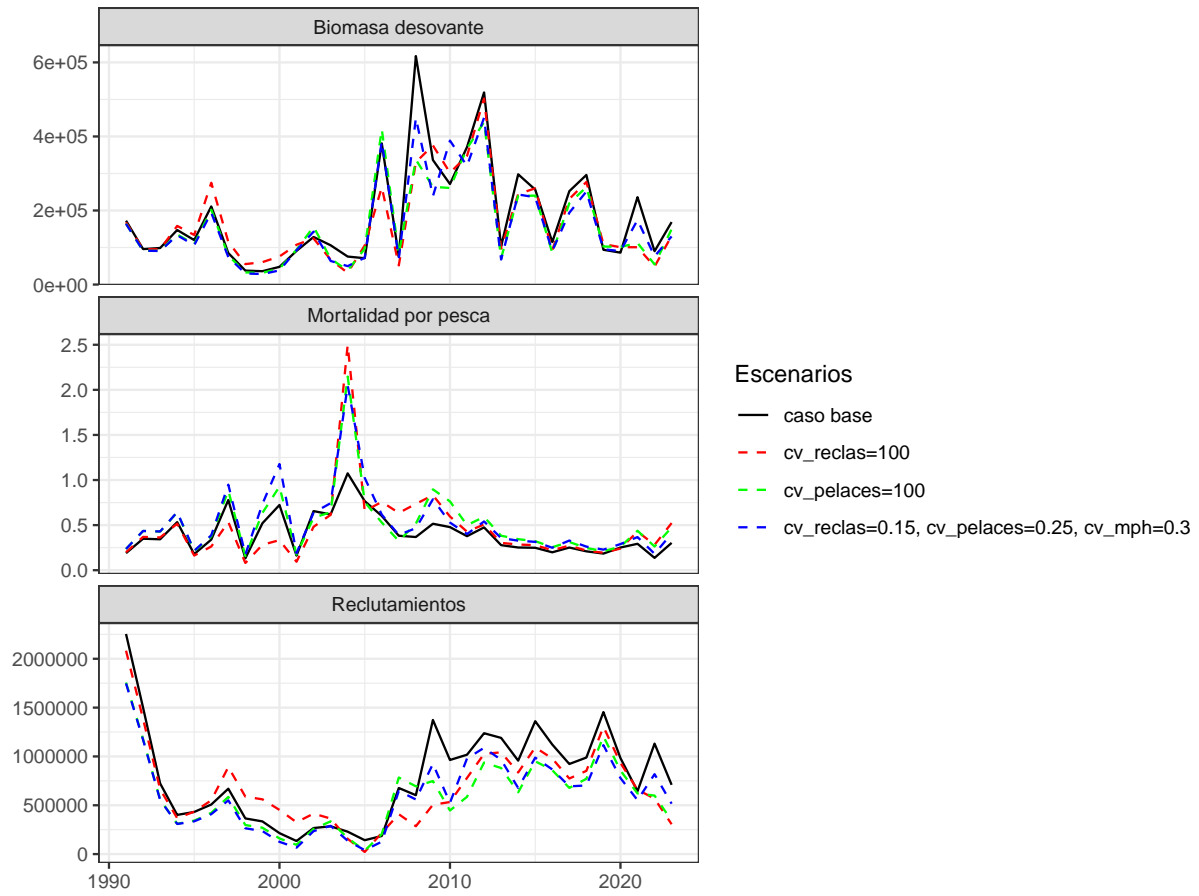 Biomasa desovante
6e+05
4e+05
2e+05
0e+00
Mortalidad por pesca
2.5
2.0
1.5
1.0
0.5
0.0
Reclutamientos
2000000
1500000
1000000
500000
0
1990
2000
2010
2020
Escenarios
caso base
cv_reclas=100
cv_pelaces=100
cv_reclas=0.15, cv_pelaces=0.25, cv_mph=0.3